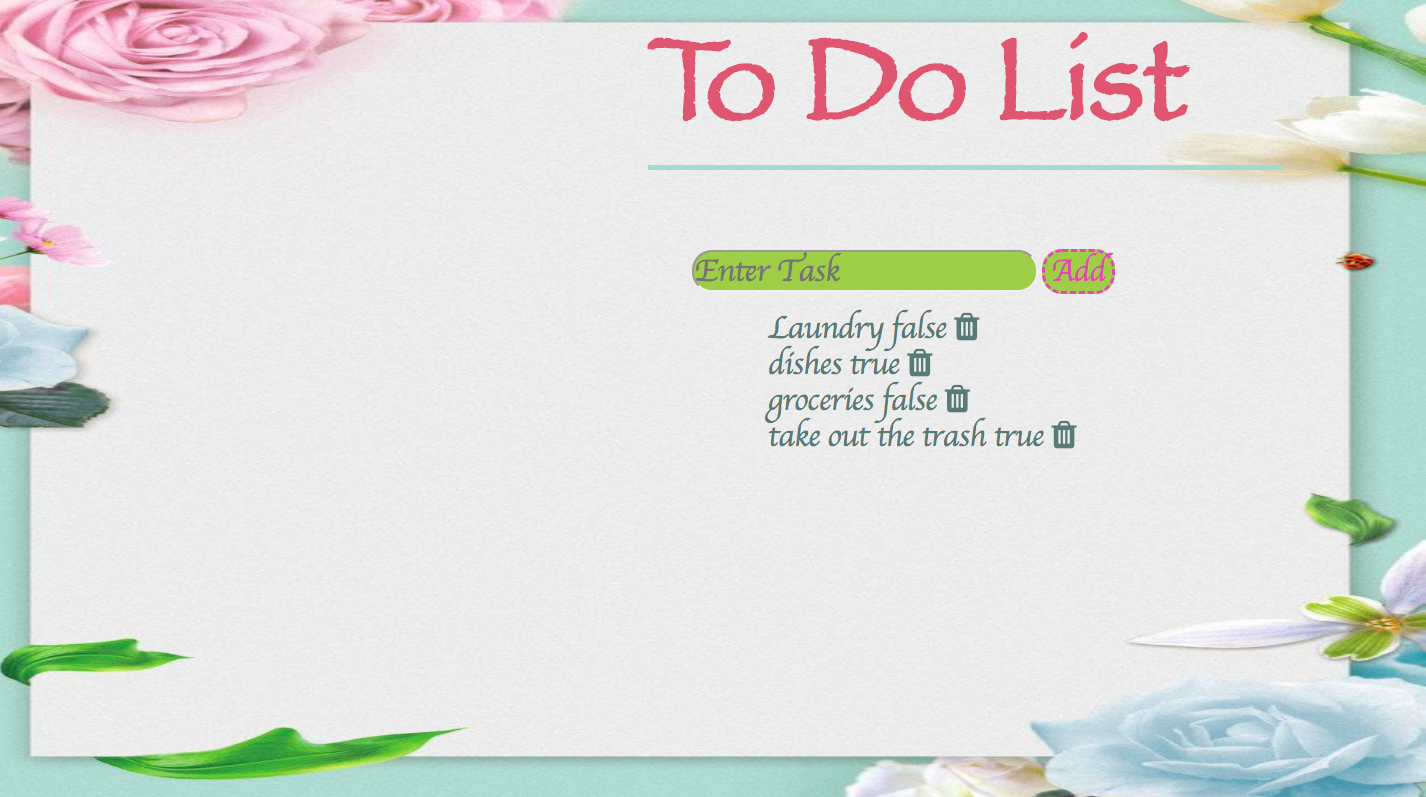 To Do List
Enter Task Add
Laundry false
dishes true
groceries false
take out the trash true